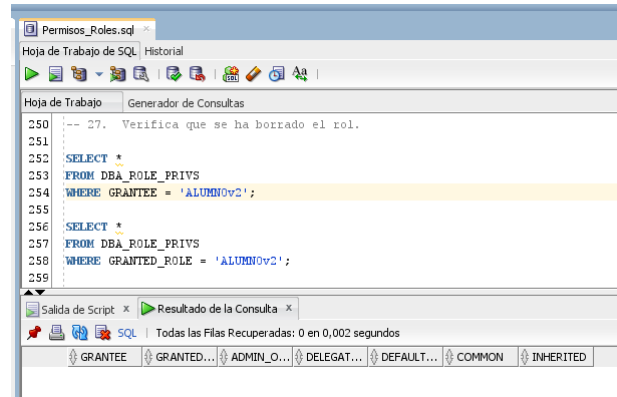 Permisos_Roles.sql
Hoja de Trabajo de SQL Historial
SQL Aa
Hoja de Trabajo Generador de Consultas
250 -- 27. Verifica que se ha borrado el rol.
251
252 SELECT *
253 FROM DBA_ROLE_PRIVS
254 WHERE GRANTEE = 'ALUMNOv2';
255
256 SELECT *
257 FROM DBA_ROLE_PRIVS
258 WHERE GRANTED_ROLE = 'ALUMNOv2';
259
Salida de Script x Resultado de la Consulta x
SQL | Todas las Filas Recuperadas: 0 en 0,002 segundos
GRANTEE GRANTED... ADMIN_O... DELEGAT... DEFAULT... COMMON INHERITED